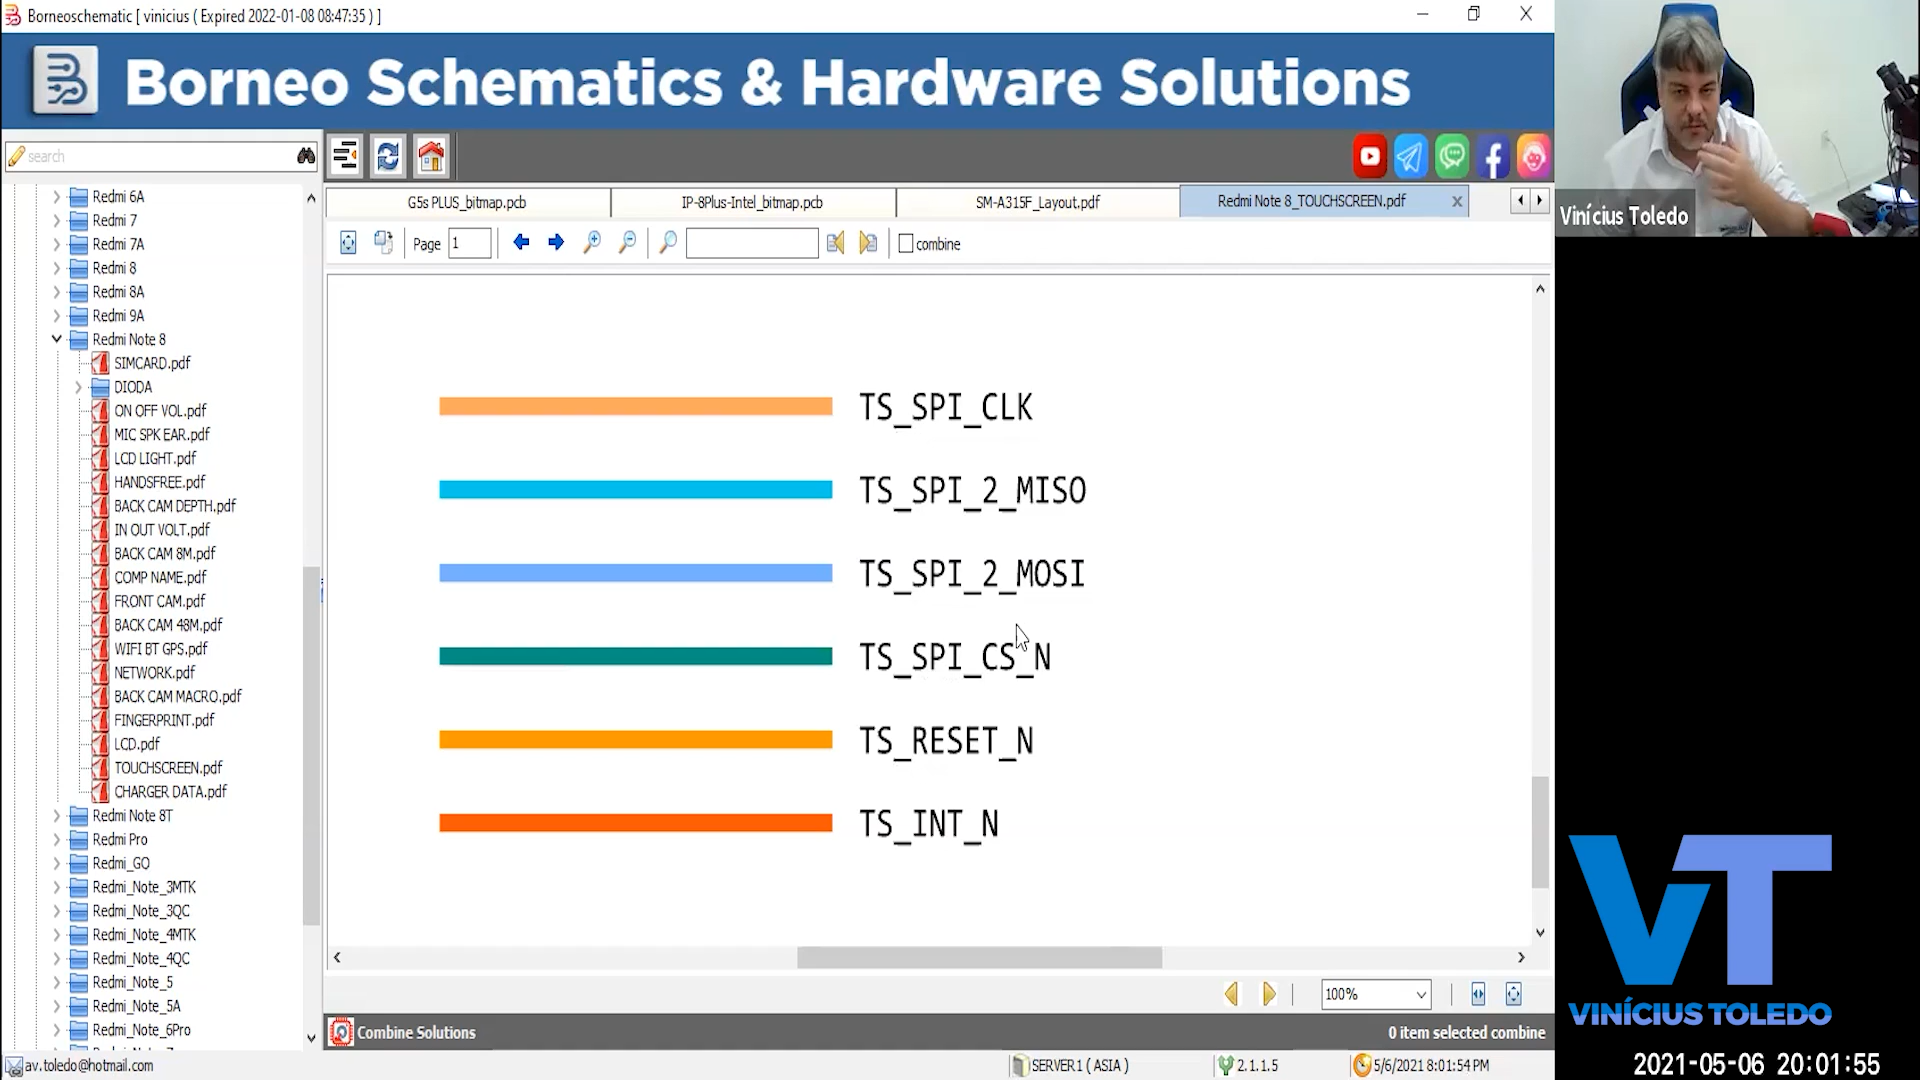 Borneoschematic [ vinicius ( Expired 2022-01-08 08:47:35 ) ]
Borneo Schematics & Hardware Solutions
search
G5s PLUS_bitmap.pcb
IP-8Plus-Intel_bitmap.pcb
SM-A315F_Layout.pdf
Redmi Note 8_TOUCHSCREEN.pdf
Page 1
combine
Redmi 6A
Redmi 7
Redmi 7A
Redmi 8
Redmi 8A
Redmi 9A
Redmi Note 8
SIMCARD.pdf
DIODA
ON OFF VOL.pdf
MIC SPK EAR.pdf
LCD LIGHT.pdf
HANDSFREE.pdf
BACK CAM DEPTH.pdf
IN OUT VOLT.pdf
BACK CAM 8M.pdf
COMP NAME.pdf
FRONT CAM.pdf
BACK CAM 48M.pdf
WIFI BT GPS.pdf
NETWORK.pdf
BACK CAM MACRO.pdf
FINGERPRINT.pdf
LCD.pdf
TOUCHSCREEN.pdf
CHARGER DATA.pdf
Redmi Note 8T
Redmi Pro
Redmi_GO
Redmi_Note_3MTK
Redmi_Note_3QC
Redmi_Note_4MTK
Redmi_Note_4QC
Redmi_Note_5
Redmi_Note_5A
Redmi_Note_6Pro
TS_SPI_CLK
TS_SPI_2_MISO
TS_SPI_2_MOSI
TS_SPI_CS_N
TS_RESET_N
TS_INT_N
100%
Combine Solutions
0 item selected combine
av.toledo@hotmail.com
SERVER1 ( ASIA )
2.1.1.5
5/6/2021 8:01:54 PM
Vinícius Toledo
VT
VINÍCIUS TOLEDO
2021-05-06 20:01:55